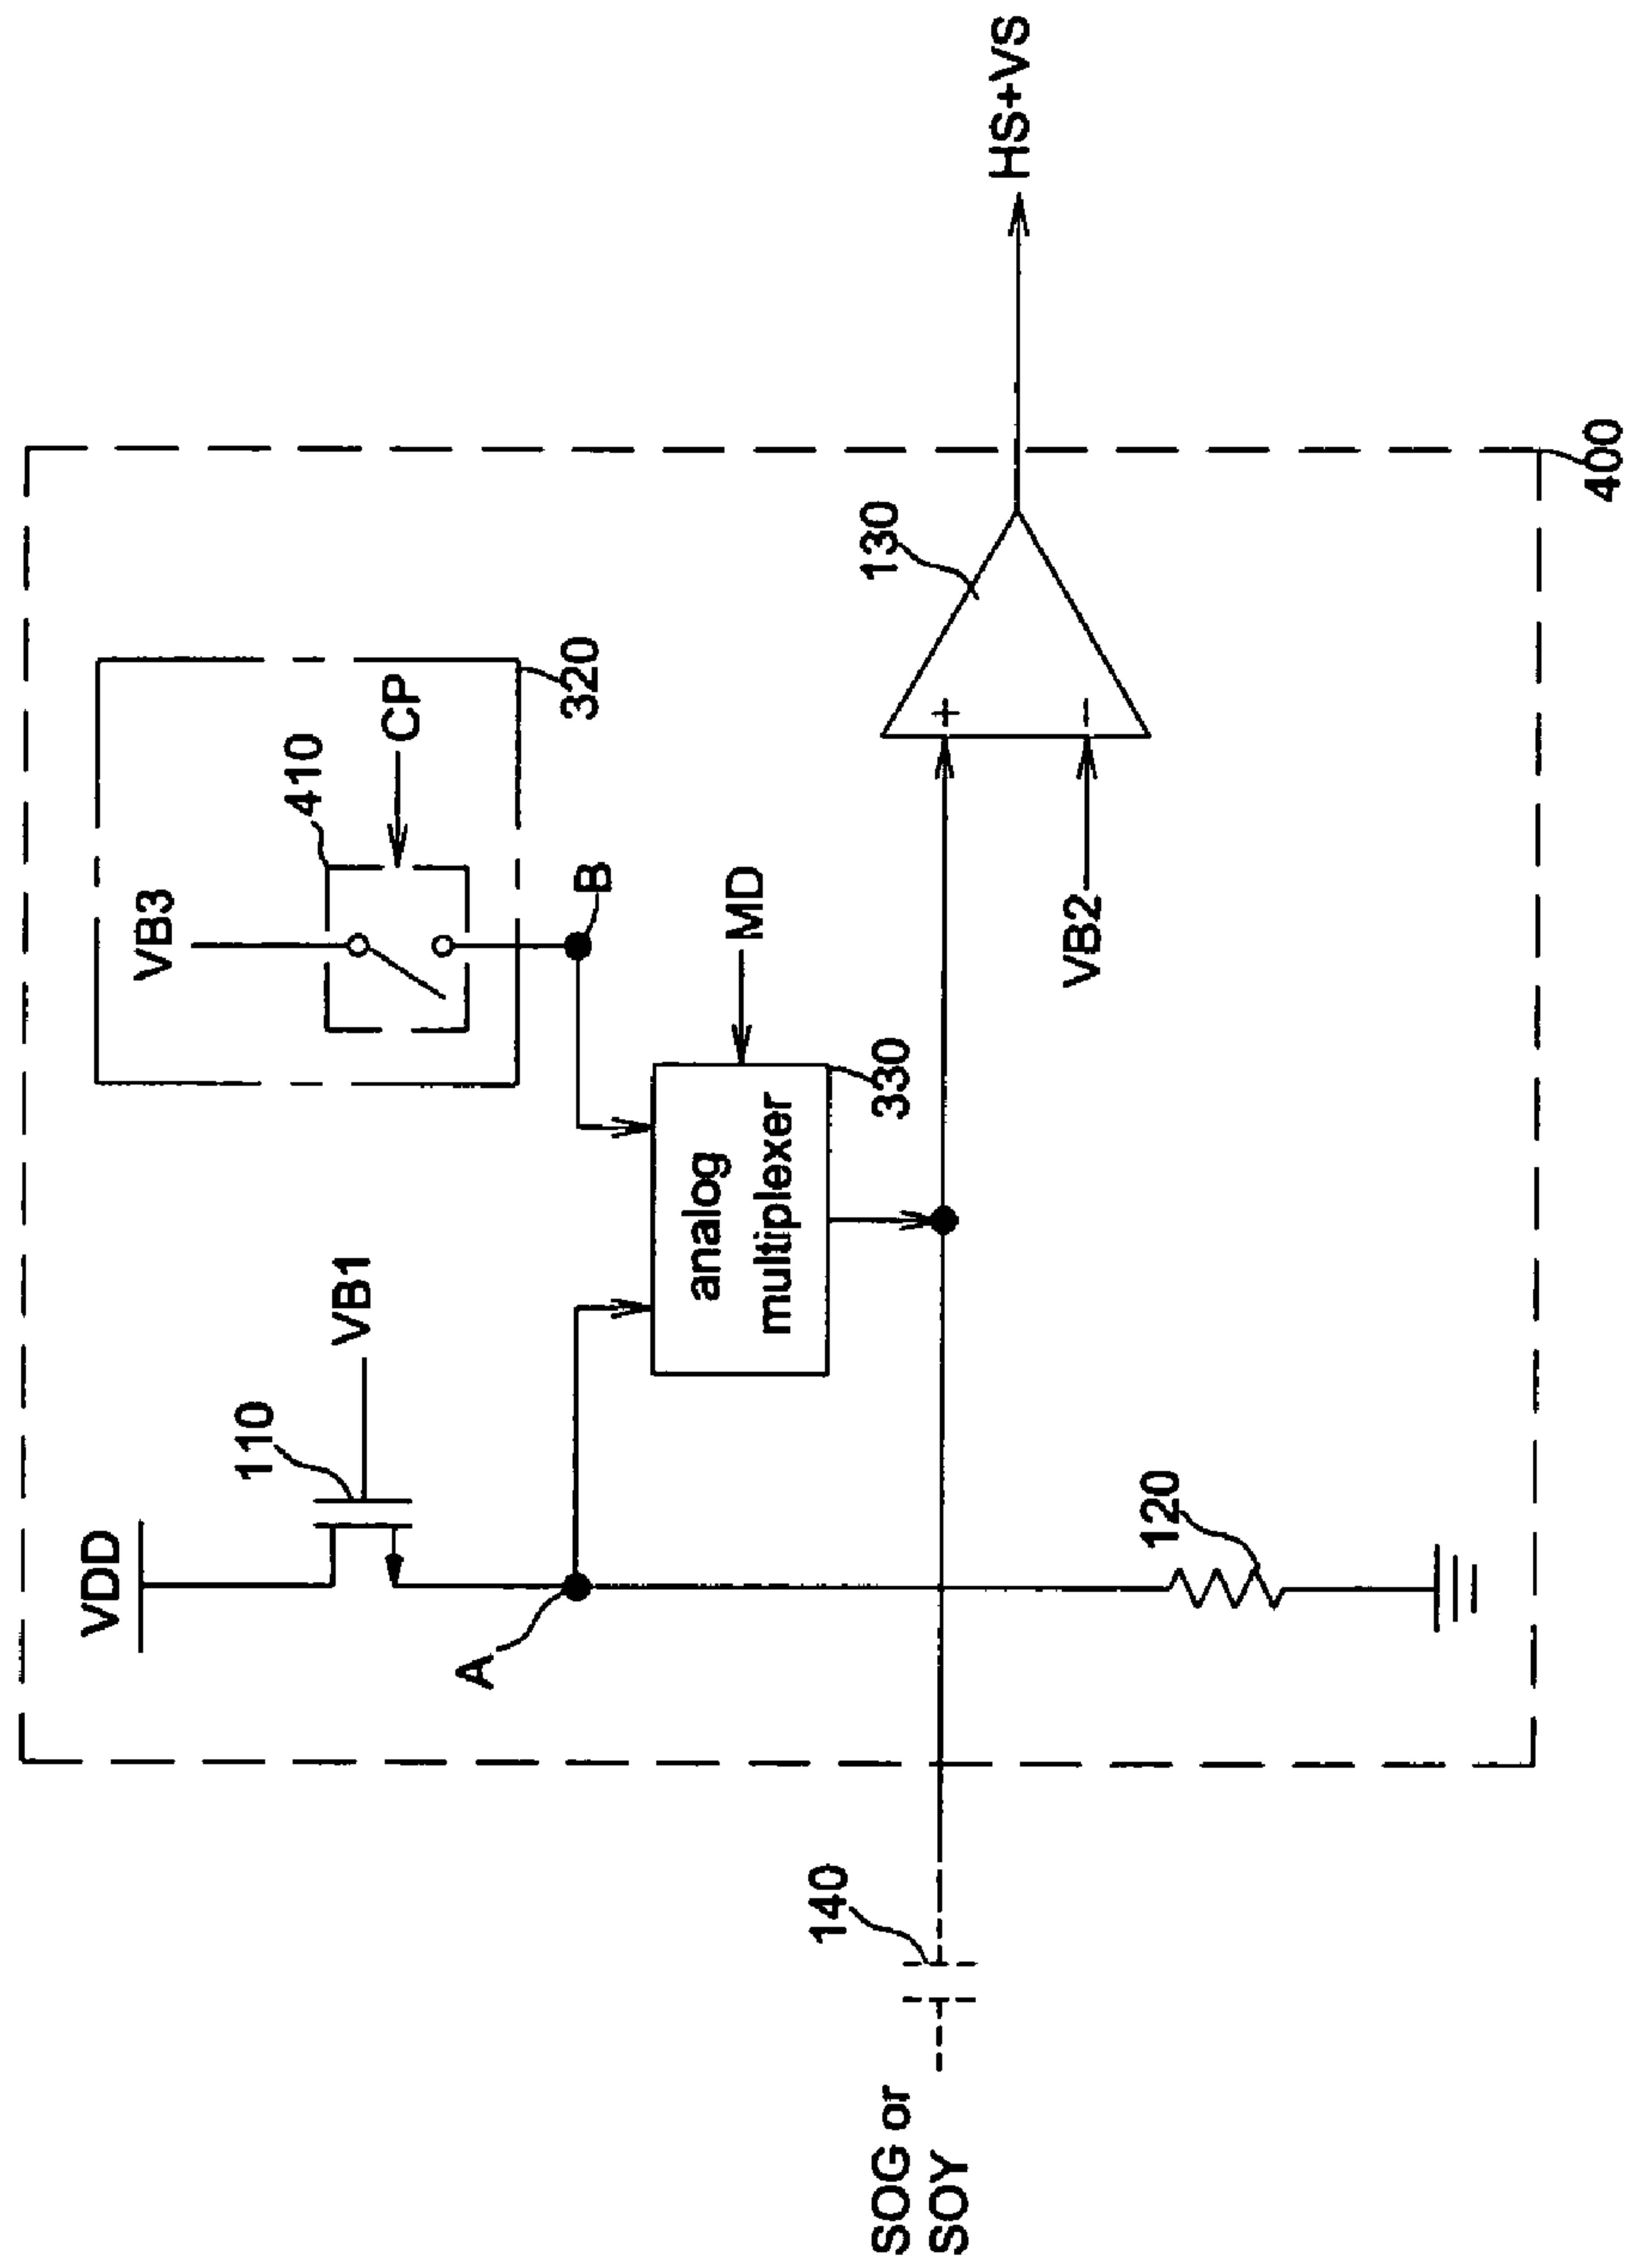 VDD
110
VB1
VB3
410
CP
320
A
B
analog
multiplexer
MD
330
130
+
-
VB2
HS+VS
140
SOG or
SOY
120
400